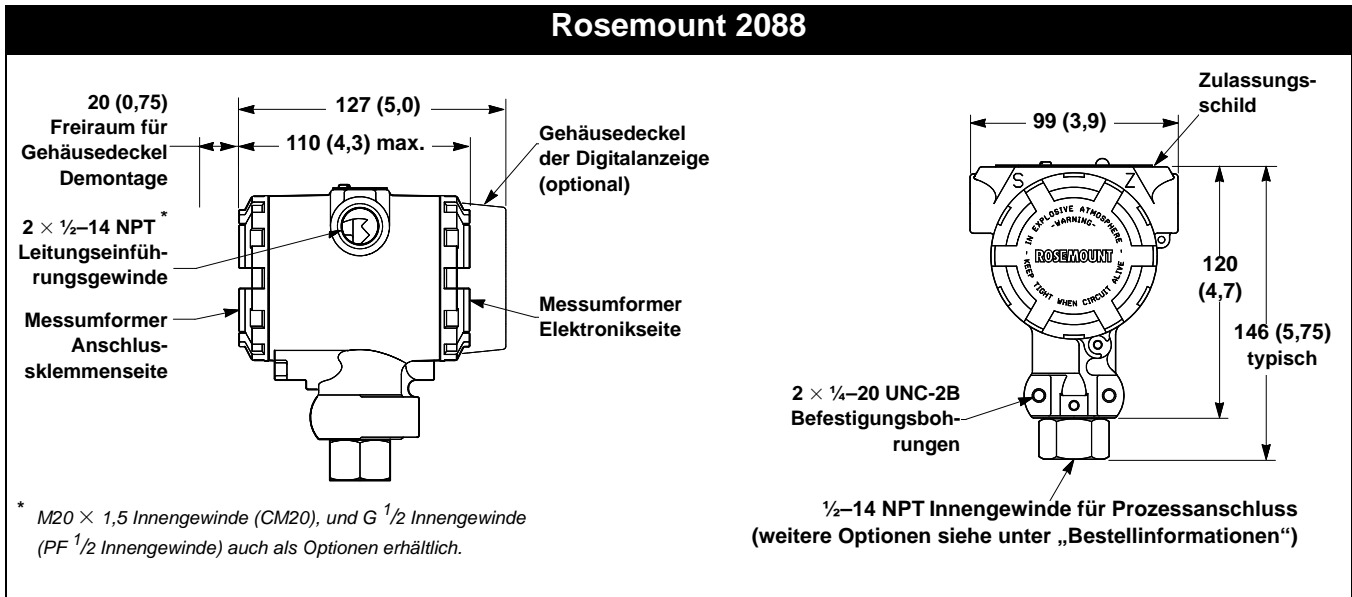 Rosemount 2088
20 (0,75)
Freiraum für
Gehäusedeckel
Demontage
127 (5,0)
110 (4,3) max.
Gehäusedeckel
der Digitalanzeige
(optional)
2 × ½–14 NPT *
Leitungseinfüh-
rungsgewinde
Messumformer
Anschlus-
sklemmenseite
Messumformer
Elektronikseite
* M20 × 1,5 Innengewinde (CM20), und G 1/2 Innengewinde
(PF 1/2 Innengewinde) auch als Optionen erhältlich.
Zulassungs-
schild
99 (3,9)
S Z
IN EXPLOSIVE ATMOSPHERE
-WARNING-
ROSEMOUNT
KEEP TIGHT WHEN CIRCUIT ALIVE
120
(4,7)
146 (5,75)
typisch
2 × ¼–20 UNC-2B
Befestigungsboh-
rungen
½–14 NPT Innengewinde für Prozessanschluss
(weitere Optionen siehe unter „Bestellinformationen“)